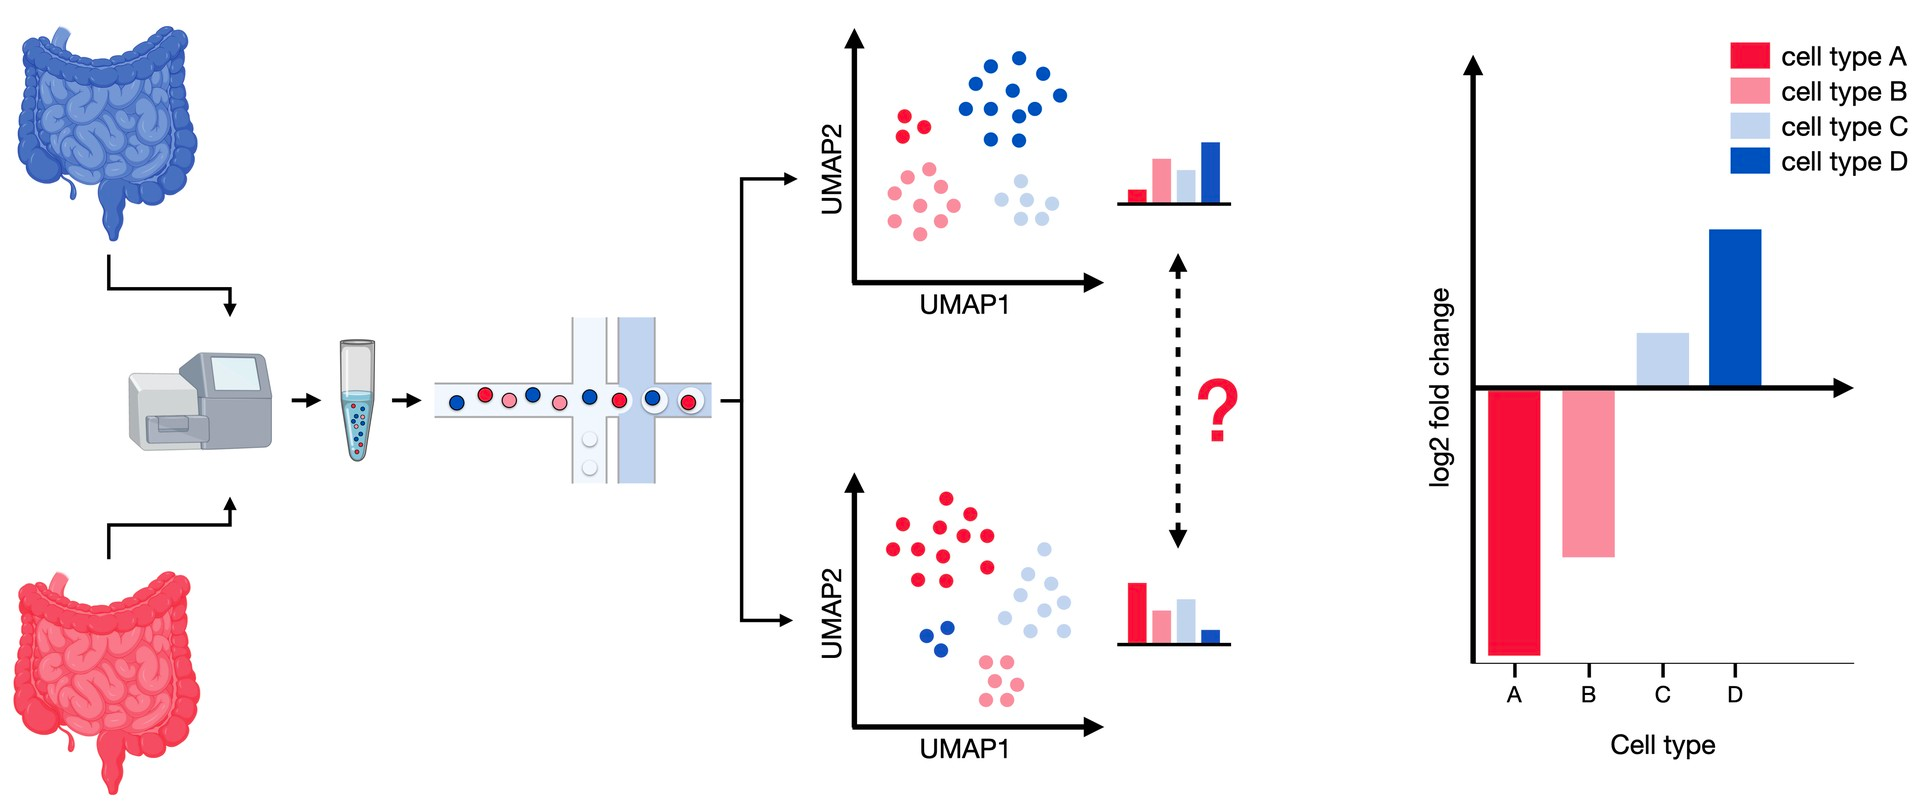 UMAP2
UMAP1
?
UMAP2
UMAP1
cell type A
cell type B
cell type C
cell type D
log2 fold change
A
B
C
D
Cell type